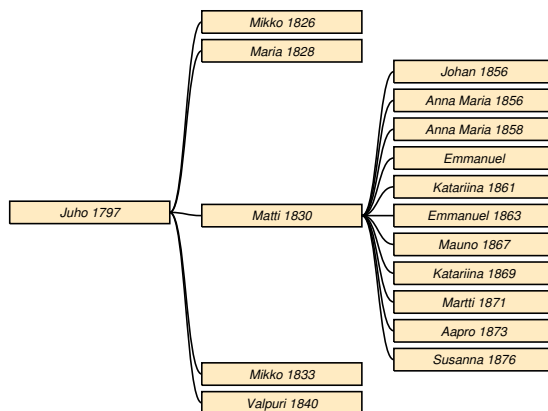 Juho 1797
Mikko 1826
Maria 1828
Matti 1830
Mikko 1833
Valpuri 1840
Johan 1856
Anna Maria 1856
Anna Maria 1858
Emmanuel
Katariina 1861
Emmanuel 1863
Mauno 1867
Katariina 1869
Martti 1871
Aapro 1873
Susanna 1876